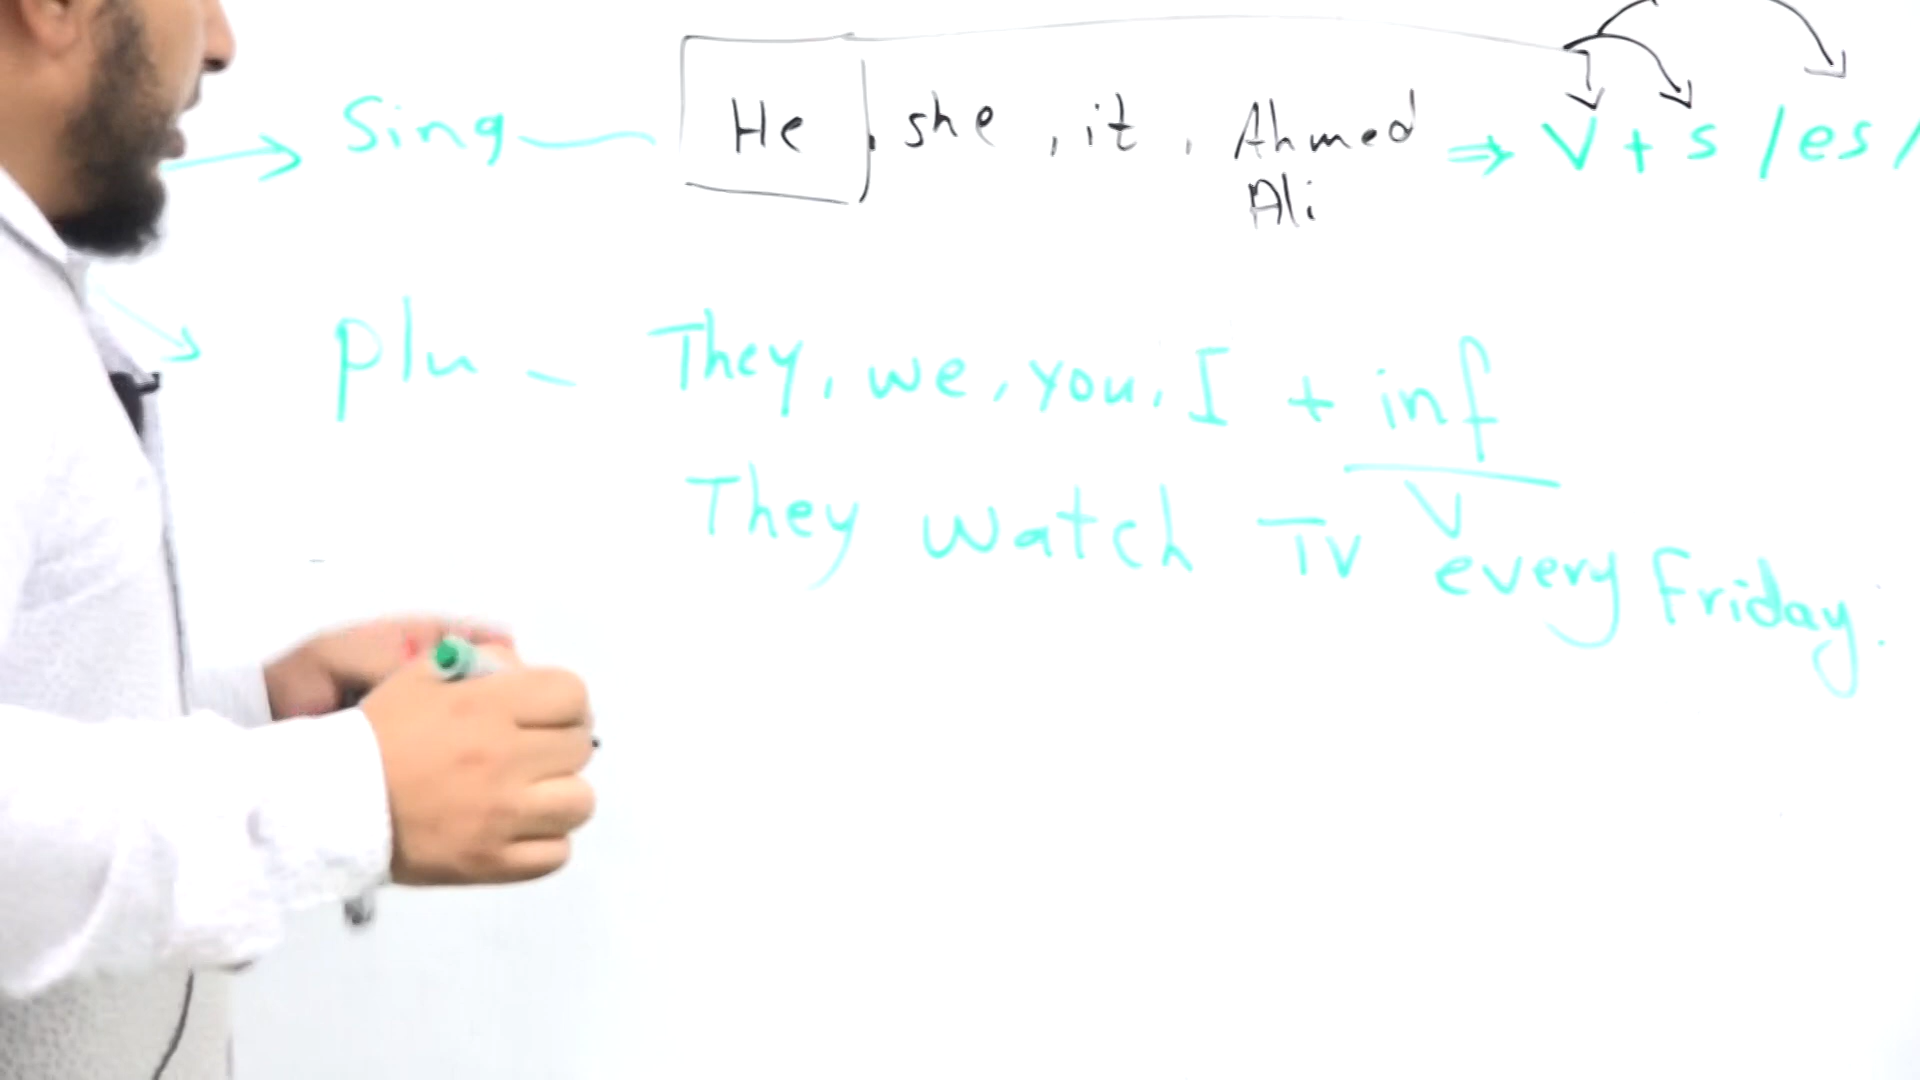 Sing He , she , it , Ahmed ⇒ V + s / es /
Ali
plu - They, we, you, I + inf
V
They watch TV every Friday.